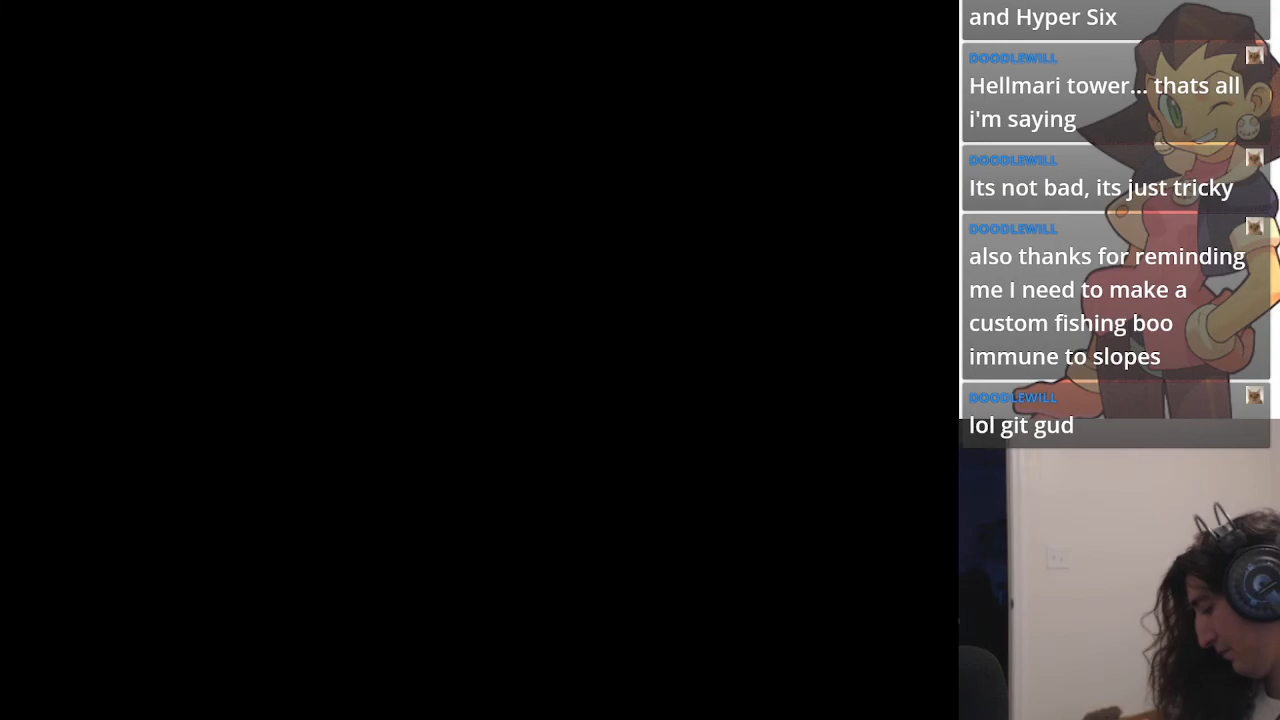 and Hyper Six
DOODLEWILL
Hellmari tower... thats all
i'm saying
DOODLEWILL
Its not bad, its just tricky
DOODLEWILL
also thanks for reminding
me I need to make a
custom fishing boo
immune to slopes
DOODLEWILL
lol git gud